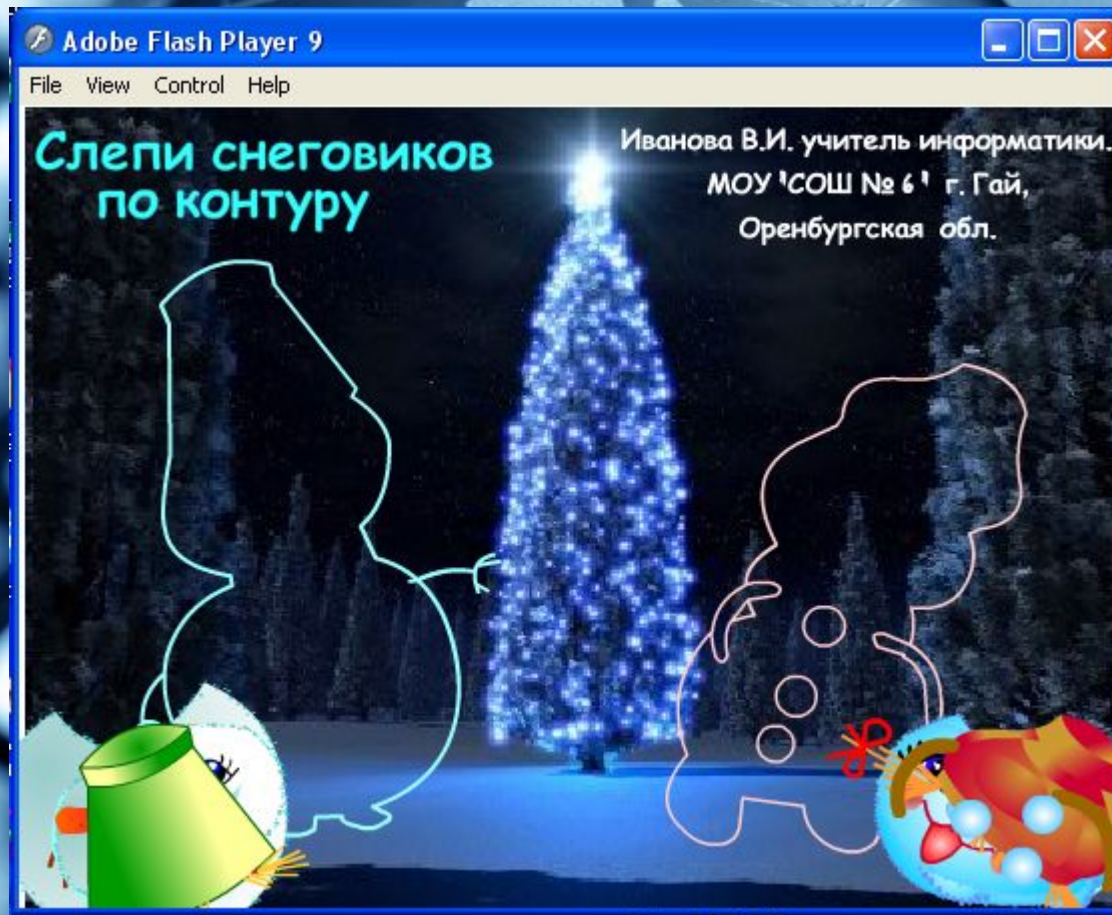 Adobe Flash Player 9
File View Control Help
Слепи снеговиков
по контуру
Иванова В.И. учитель информатики.
МОУ "СОШ № 6 " г. Гай,
Оренбургская обл.